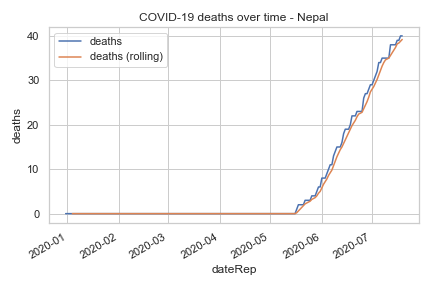 COVID-19 deaths over time - Nepal
deaths
deaths (rolling)
40
30
20
10
0
deaths
2020-01
2020-02
2020-03
2020-04
2020-05
2020-06
2020-07
dateRep